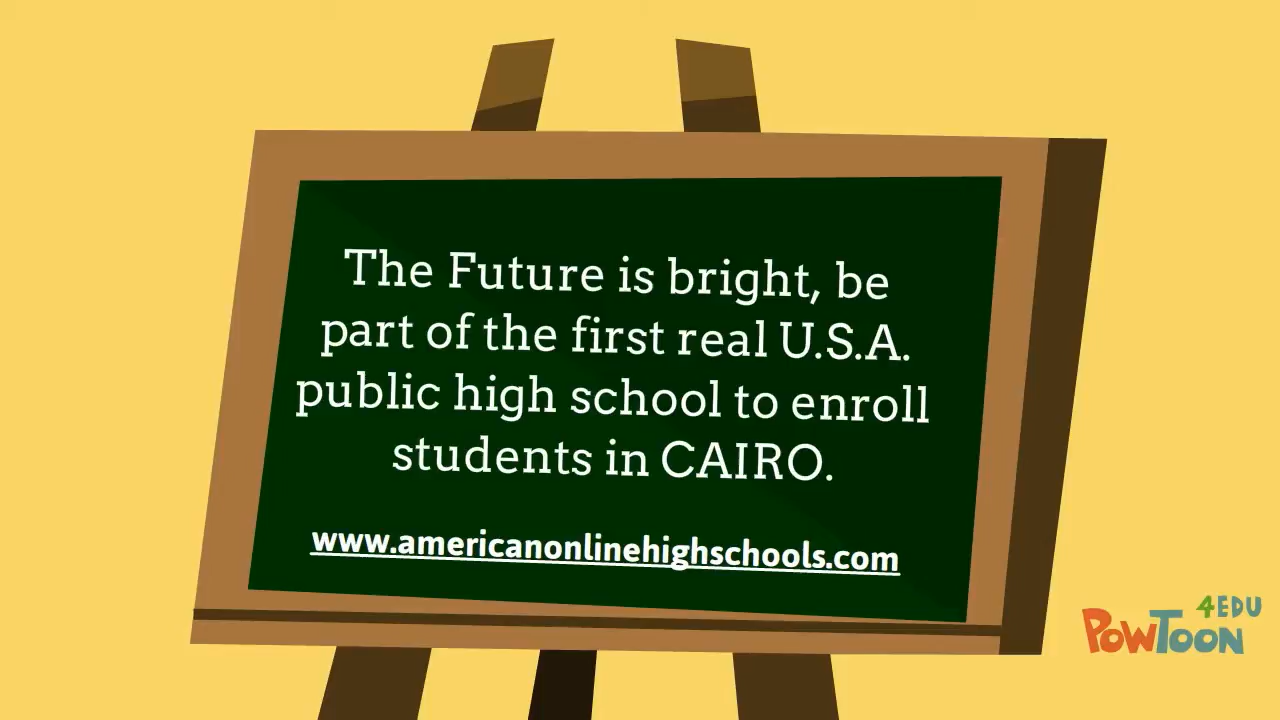 The Future is bright, be
part of the first real U.S.A.
public high school to enroll
students in CAIRO.
www.americanonlinehighschools.com
4EDU
POWTOON